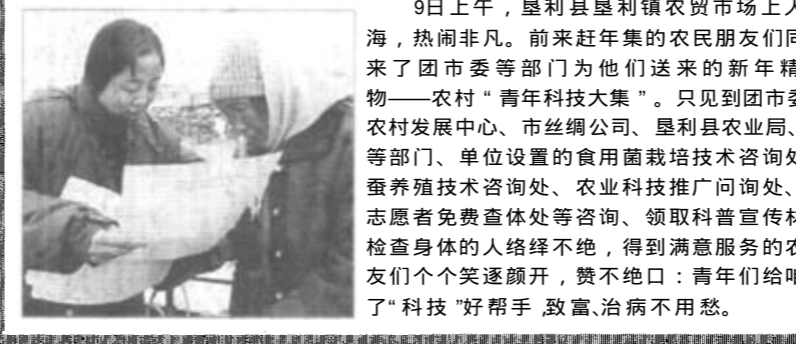 9日上午，垦利县垦利镇农贸市场上人
海，热闹非凡。前来赶年集的农民朋友们同
来了团市委等部门为他们送来的新年精
物——农村“青年科技大集”。只见到团市委
农村发展中心、市丝绸公司、垦利县农业局、
等部门、单位设置的食用菌栽培技术咨询处
蚕养殖技术咨询处、农业科技推广问询处、
志愿者免费查体处等咨询、领取科普宣传材
检查身体的人络绎不绝，得到满意服务的农
友们个个笑逐颜开，赞不绝口：青年们给咱
了“科技”好帮手,致富、治病不用愁。